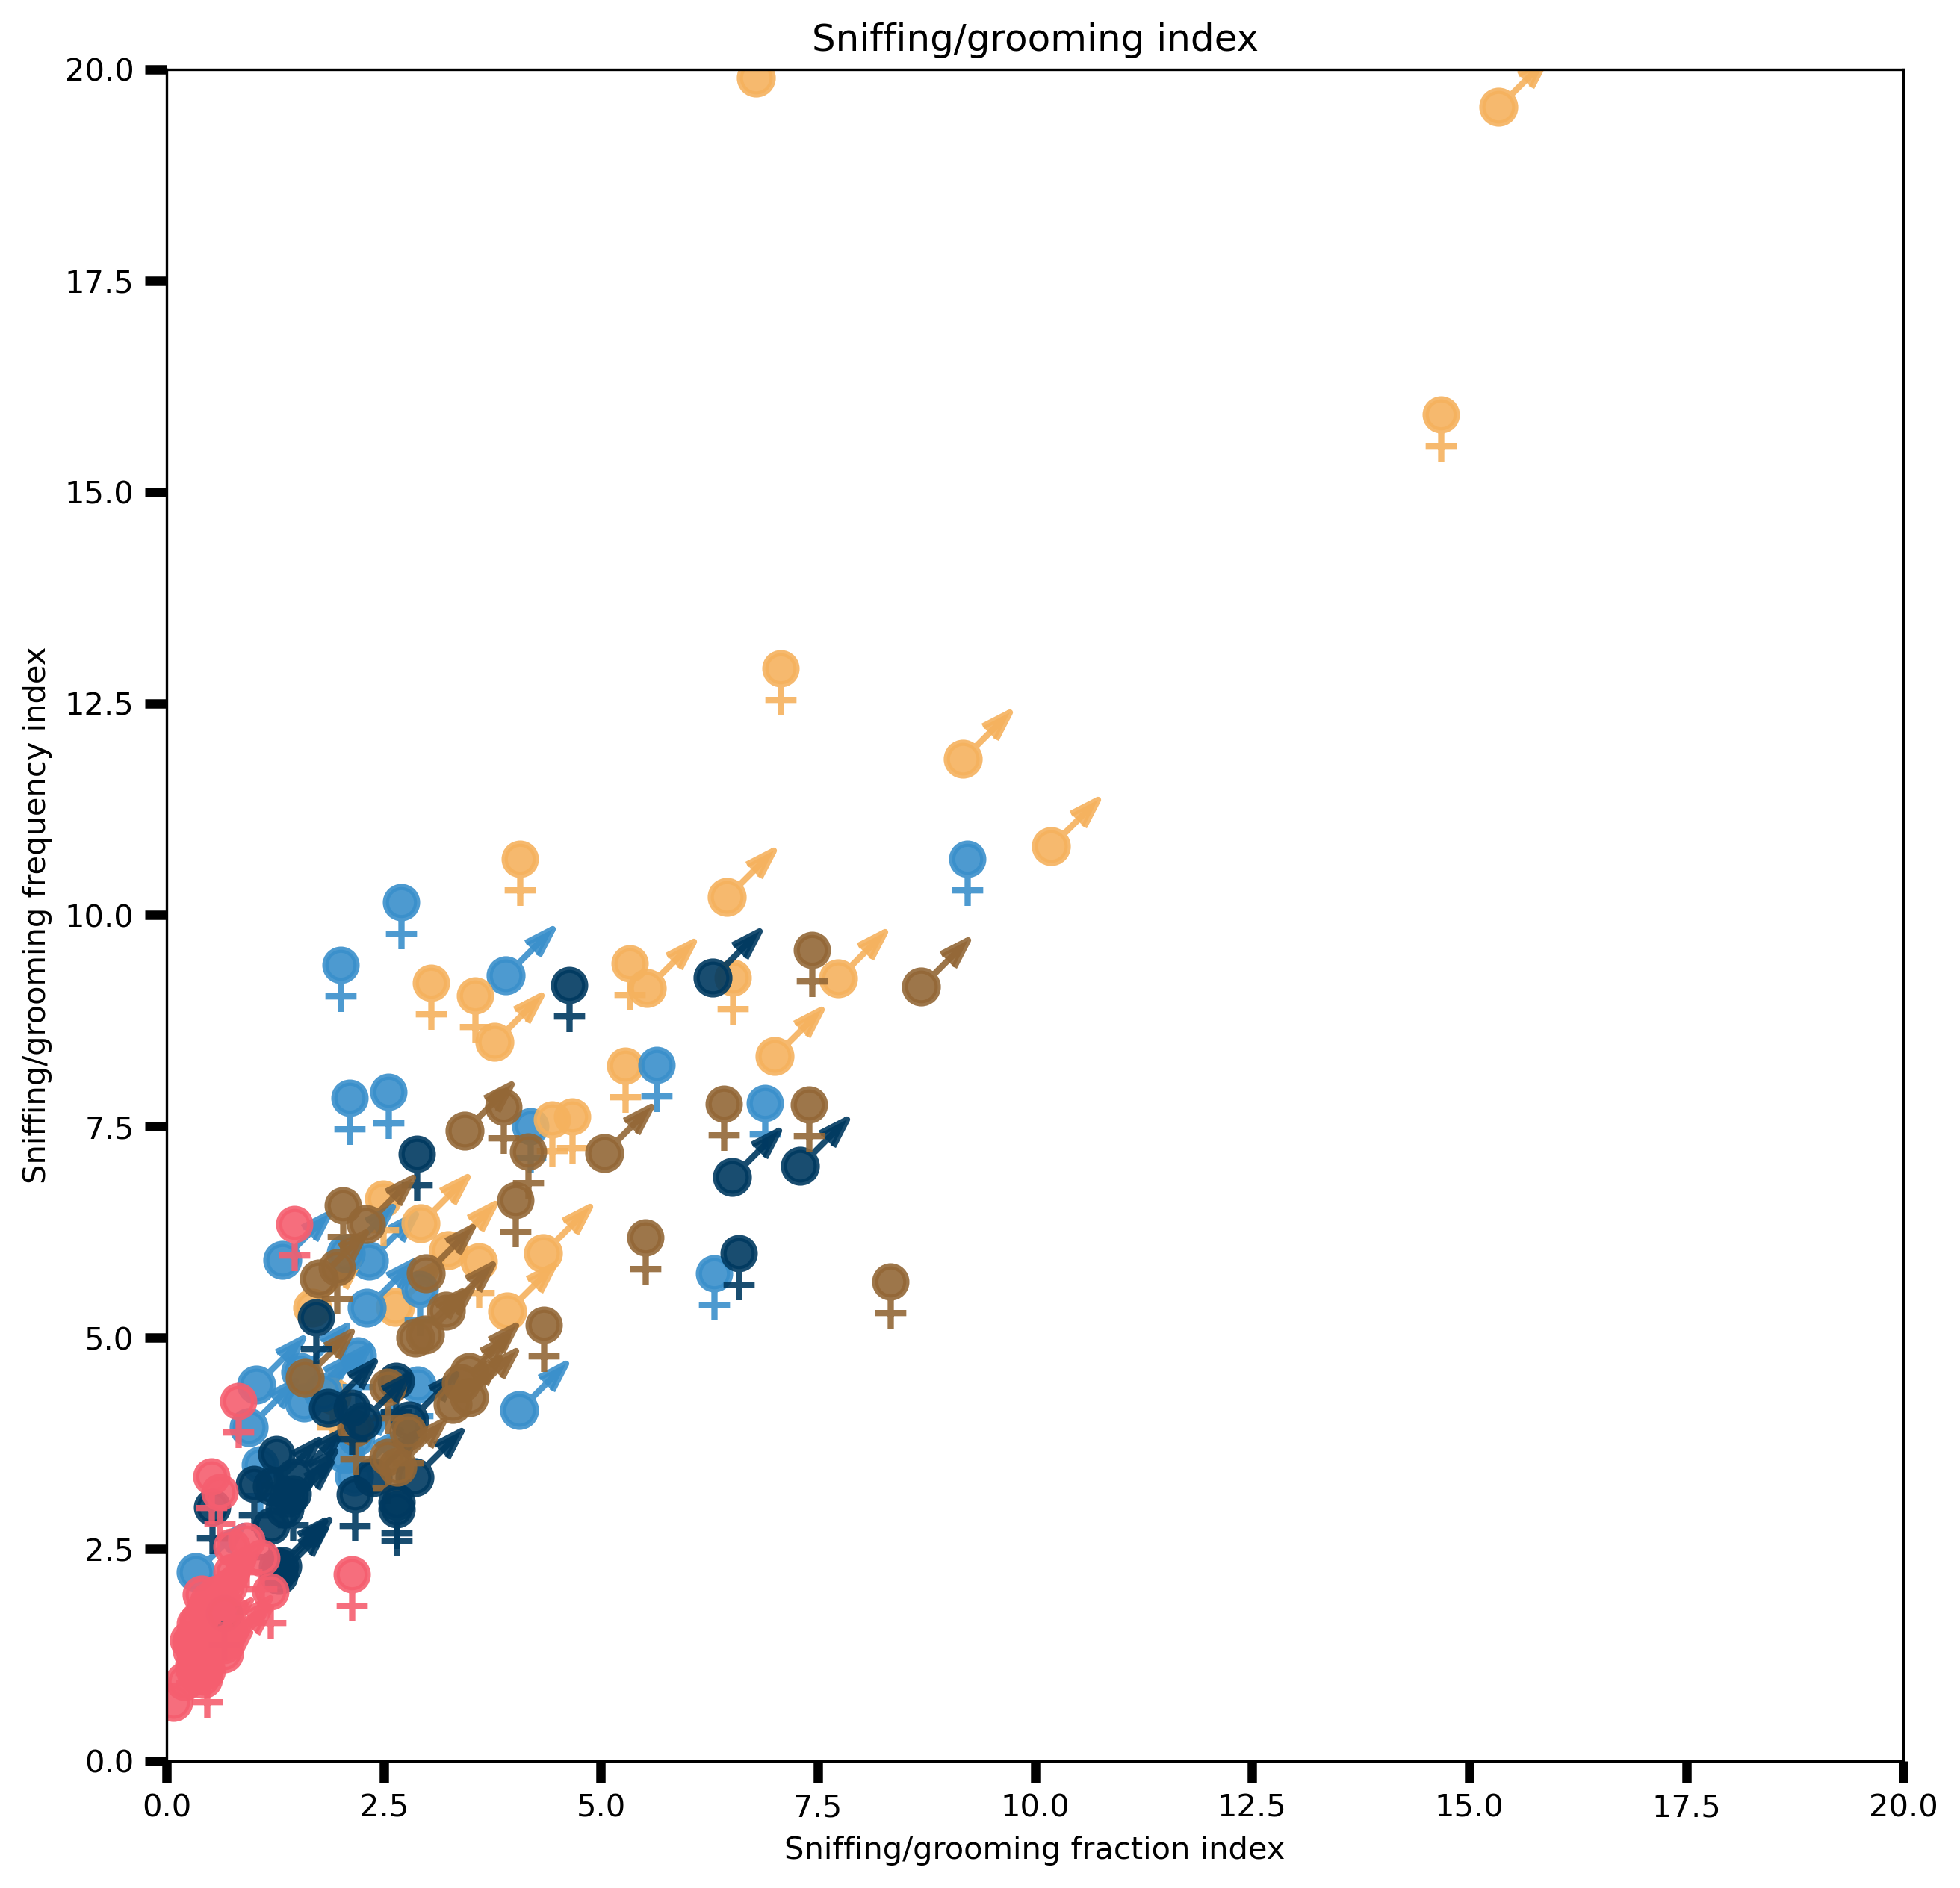 Sniffing/grooming index
20.0
17.5
15.0
12.5
10.0
7.5
5.0
2.5
0.0
Sniffing/grooming frequency index
0.0 2.5 5.0 7.5 10.0 12.5 15.0 17.5 20.0
Sniffing/grooming fraction index